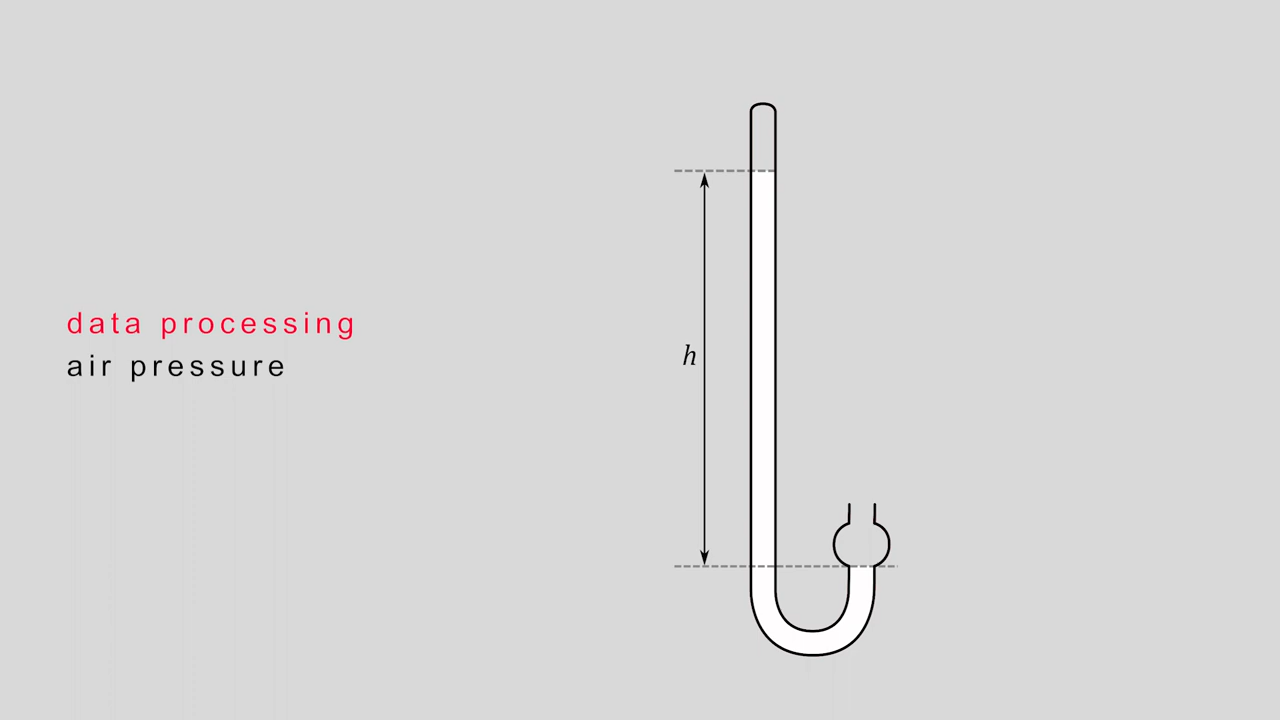 data processing
air pressure
h